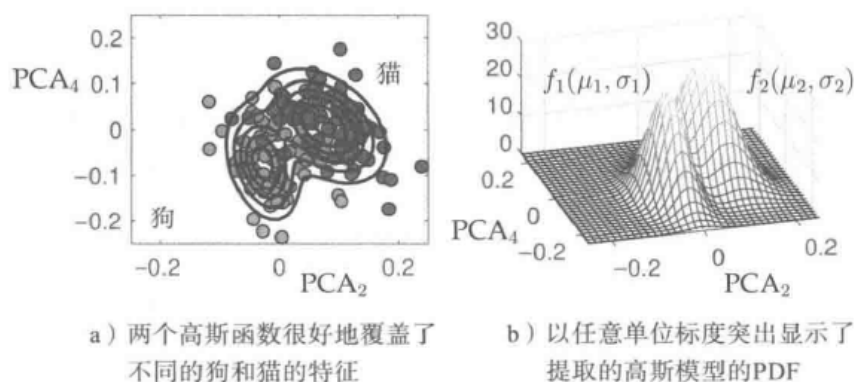 0.2
PCA₄ 0.1
0
-0.1
-0.2
猫
狗
-0.2 0 0.2
PCA₂
a）两个高斯函数很好地覆盖了
不同的狗和猫的特征
30
20
10
0
f₁(μ₁, σ₁) f₂(μ₂, σ₂)
0.2
0
-0.2
PCA₄
-0.2 0 0.2
PCA₂
b）以任意单位标度突出显示了
提取的高斯模型的PDF